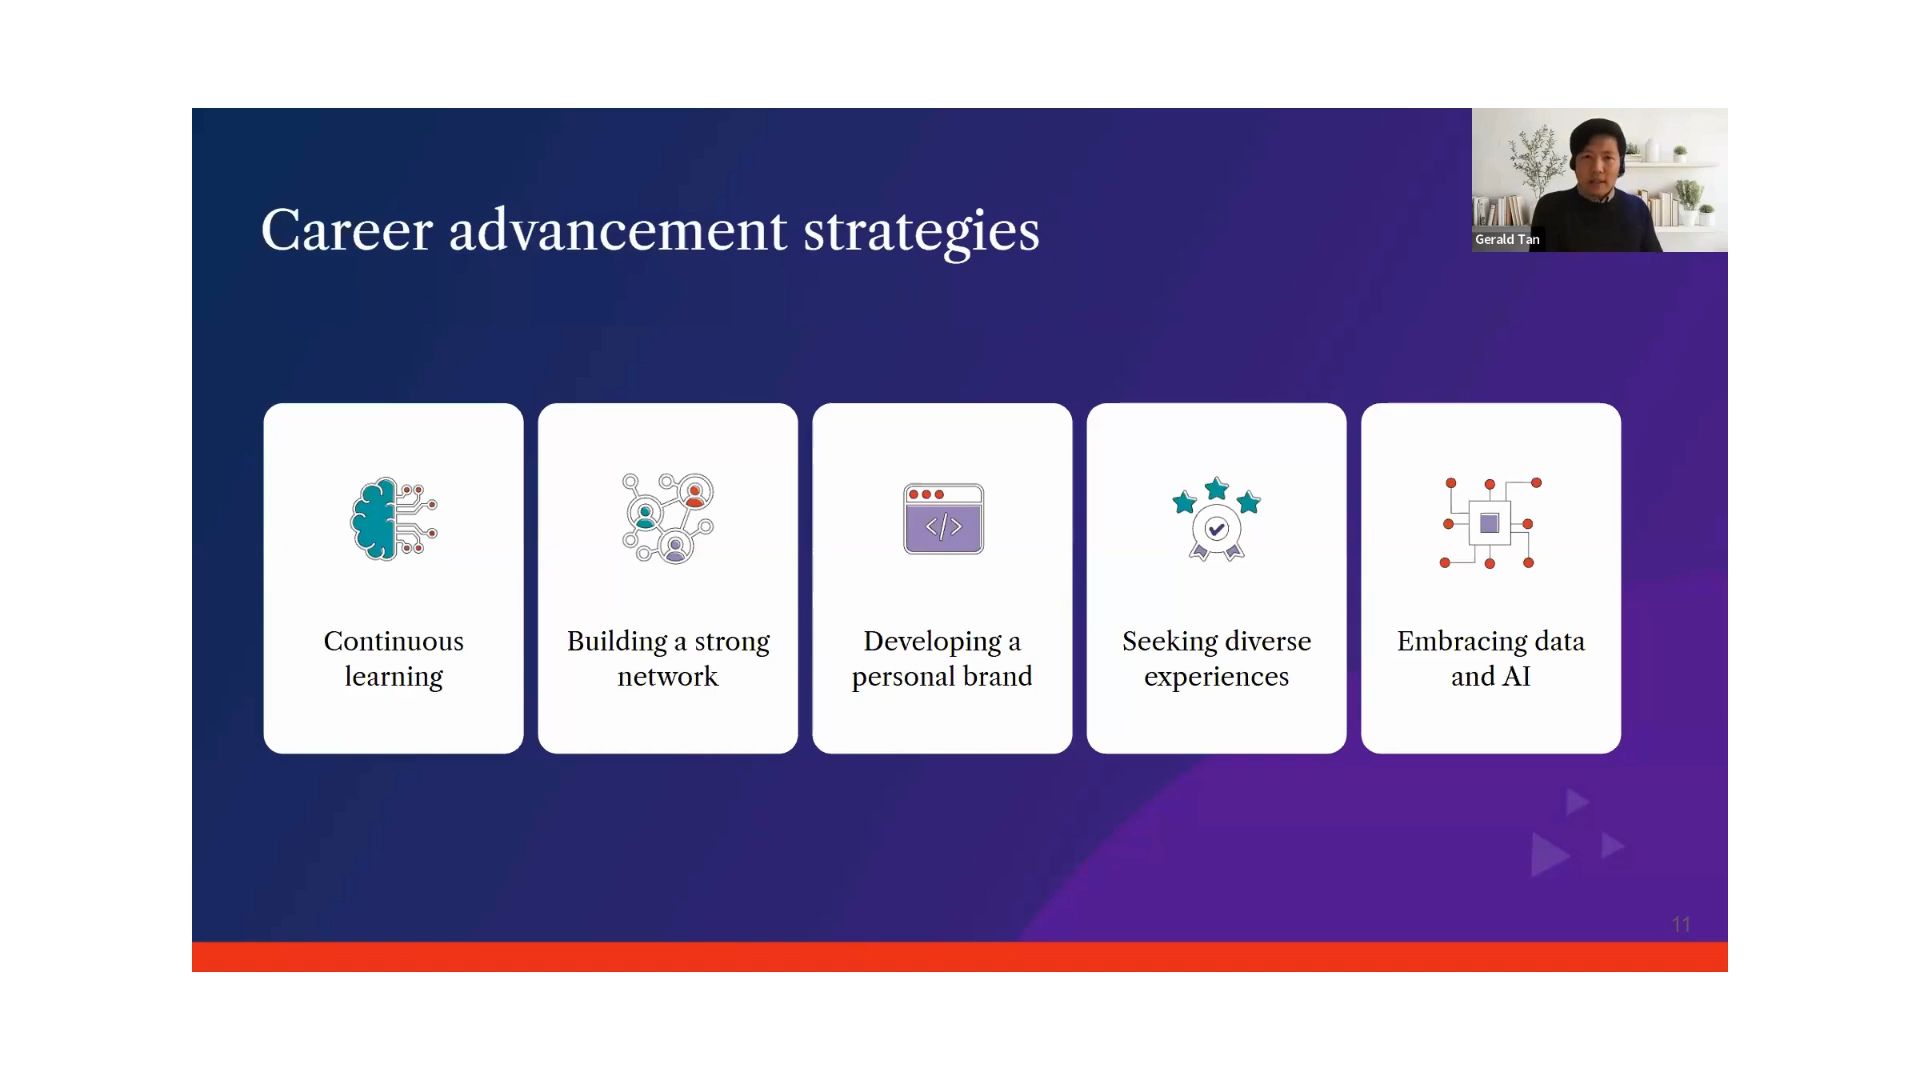 Career advancement strategies
Gerald Tan
</>
Continuous
learning
Building a strong
network
Developing a
personal brand
Seeking diverse
experiences
Embracing data
and AI
11